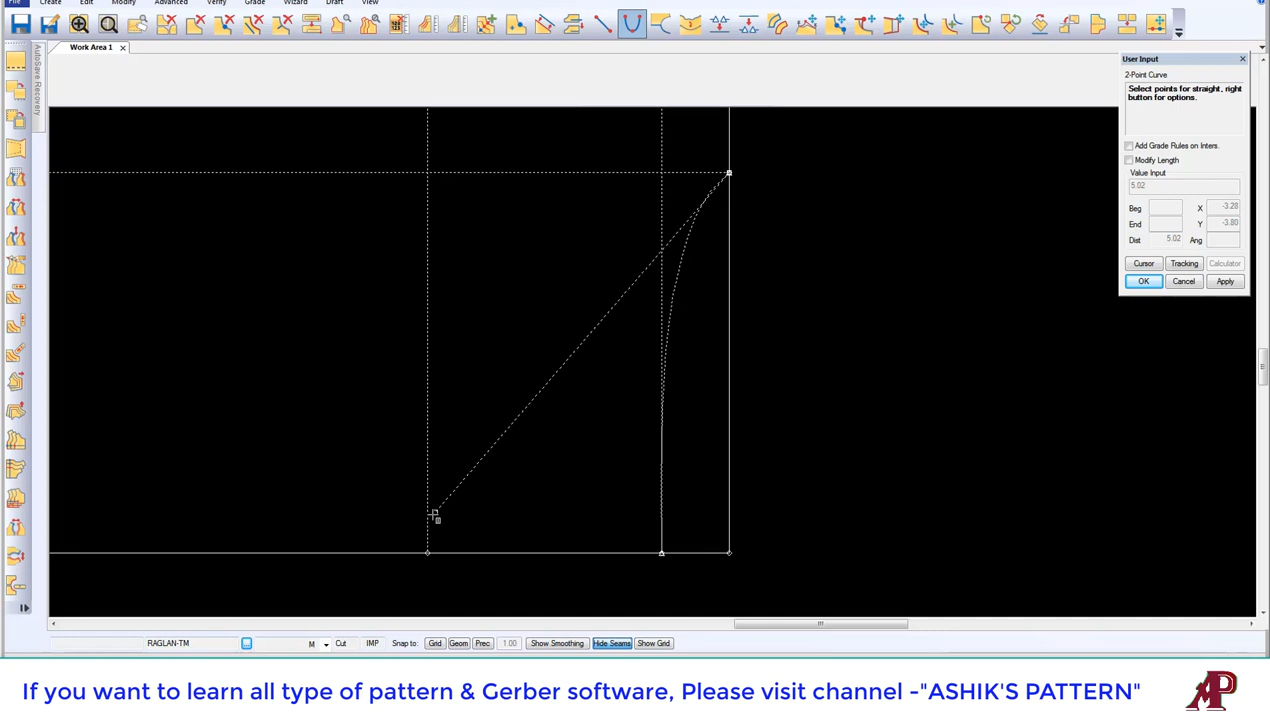 File Create Edit Modify Advanced Verify Grade Wizard Draft View
Work Area 1
AutoSave Recovery
User Input
2-Point Curve
Select points for straight, right
button for options.
Add Grade Rules on Inters.
Modify Length
Value Input
5.02
Beg X -3.28
End Y -3.80
Dist 5.02 Ang
Cursor Tracking Calculator
OK Cancel Apply
RAGLAN-TM M Cut IMP Snap to: Grid Geom Prec 1.00 Show Smoothing Hide Seams Show Grid
If you want to learn all type of pattern & Gerber software, Please visit channel -"ASHIK'S PATTERN"
AP